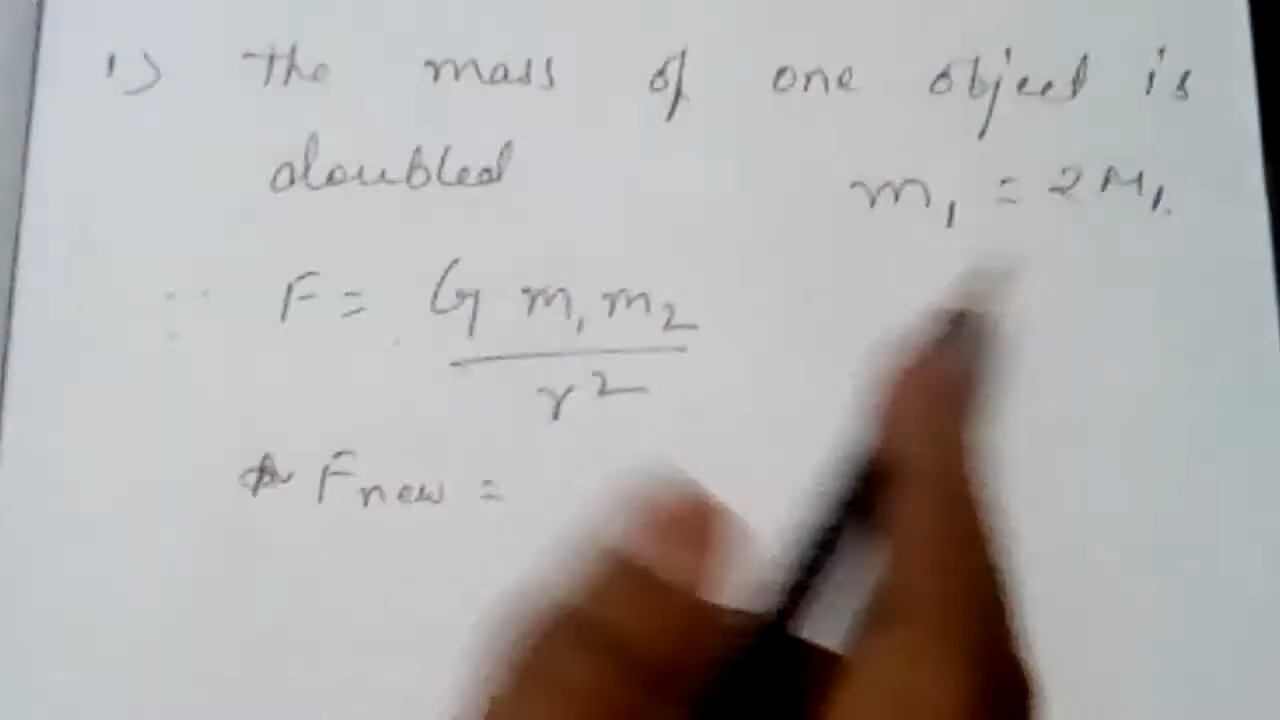 1) The mass of one object is
doubled m₁ = 2M₁.
∵ F = G m₁ m₂
r²
Fnew =